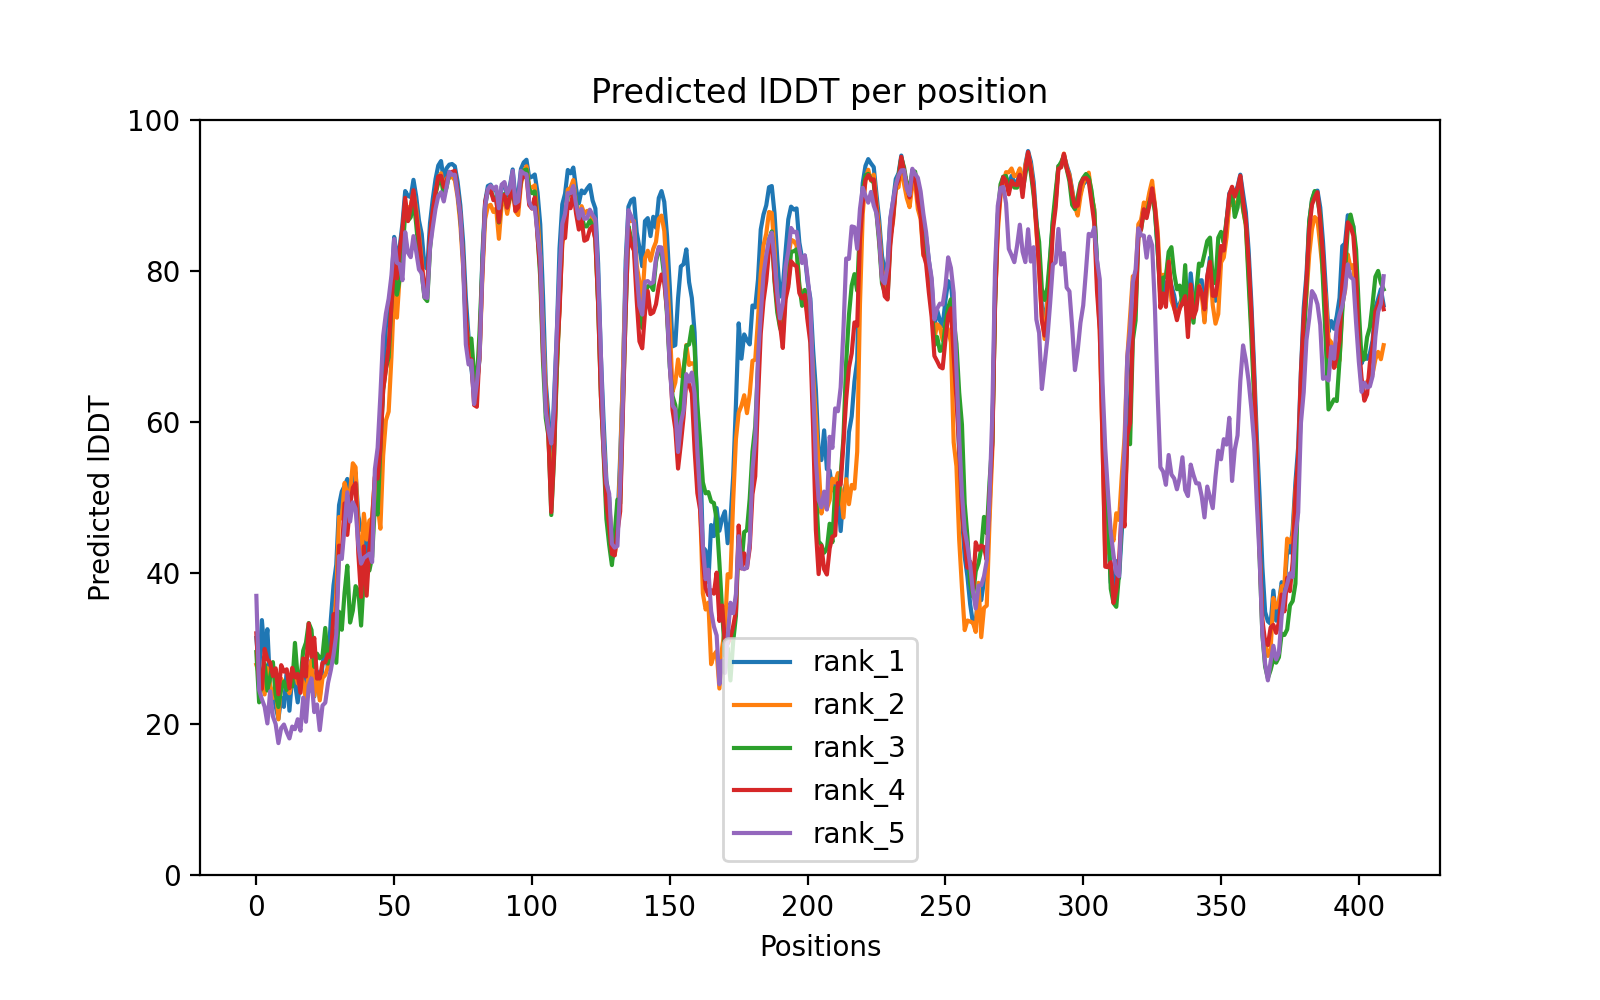 Predicted lDDT per position
100
80
60
40
20
0
Predicted lDDT
0 50 100 150 200 250 300 350 400
Positions
rank_1
rank_2
rank_3
rank_4
rank_5